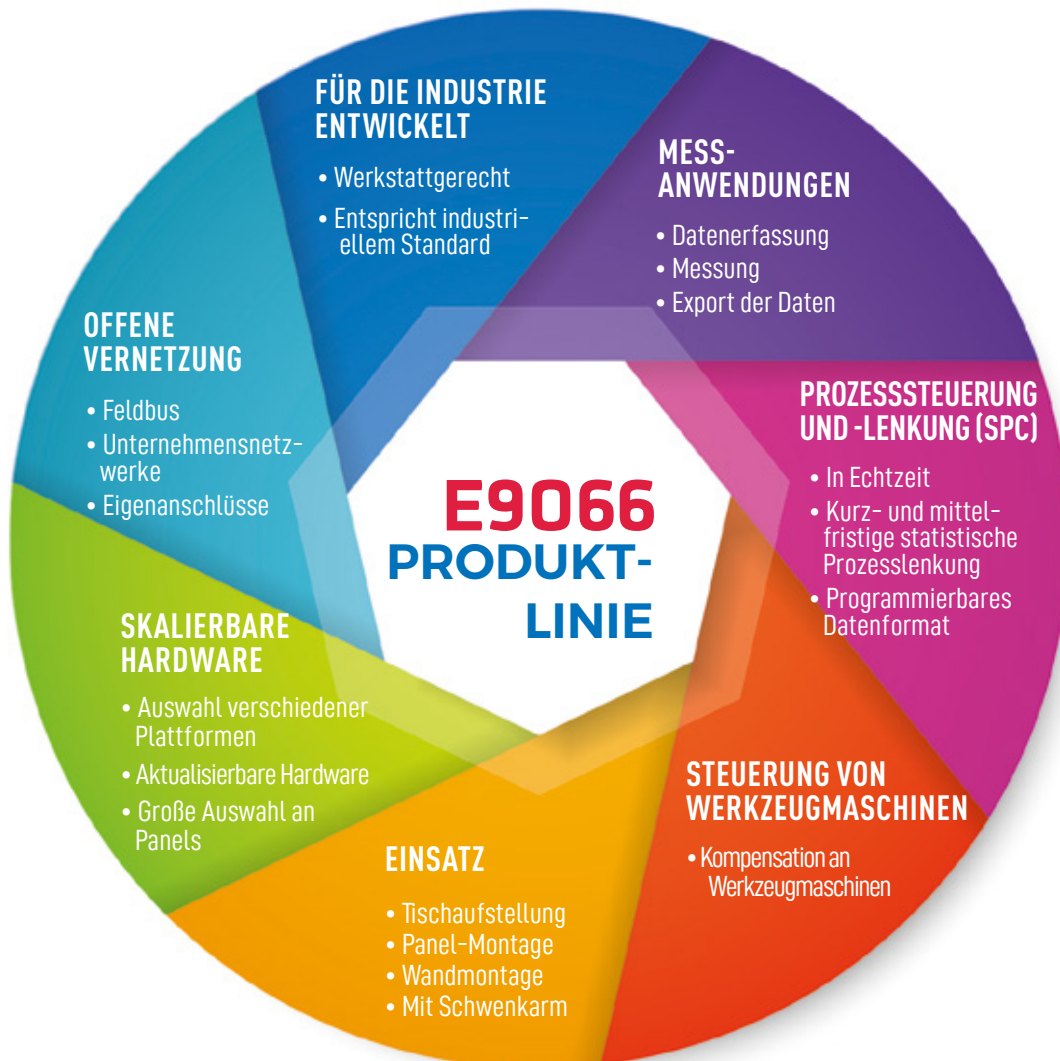 FÜR DIE INDUSTRIE
ENTWICKELT
• Werkstattgerecht
• Entspricht industri-
ellem Standard
MESS-
ANWENDUNGEN
• Datenerfassung
• Messung
• Export der Daten
PROZESSSTEUERUNG
UND -LENKUNG (SPC)
• In Echtzeit
• Kurz- und mittel-
fristige statistische
Prozesslenkung
• Programmierbares
Datenformat
STEUERUNG VON
WERKZEUGMASCHINEN
• Kompensation an
Werkzeugmaschinen
EINSATZ
• Tischaufstellung
• Panel-Montage
• Wandmontage
• Mit Schwenkarm
SKALIERBARE
HARDWARE
• Auswahl verschiedener
Plattformen
• Aktualisierbare Hardware
• Große Auswahl an
Panels
OFFENE
VERNETZUNG
• Feldbus
• Unternehmensnetz-
werke
• Eigenanschlüsse
E9066
PRODUKT-
LINIE